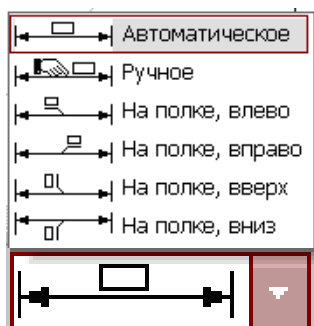 Автоматическое
Ручное
На полке, влево
На полке, вправо
На полке, вверх
На полке, вниз